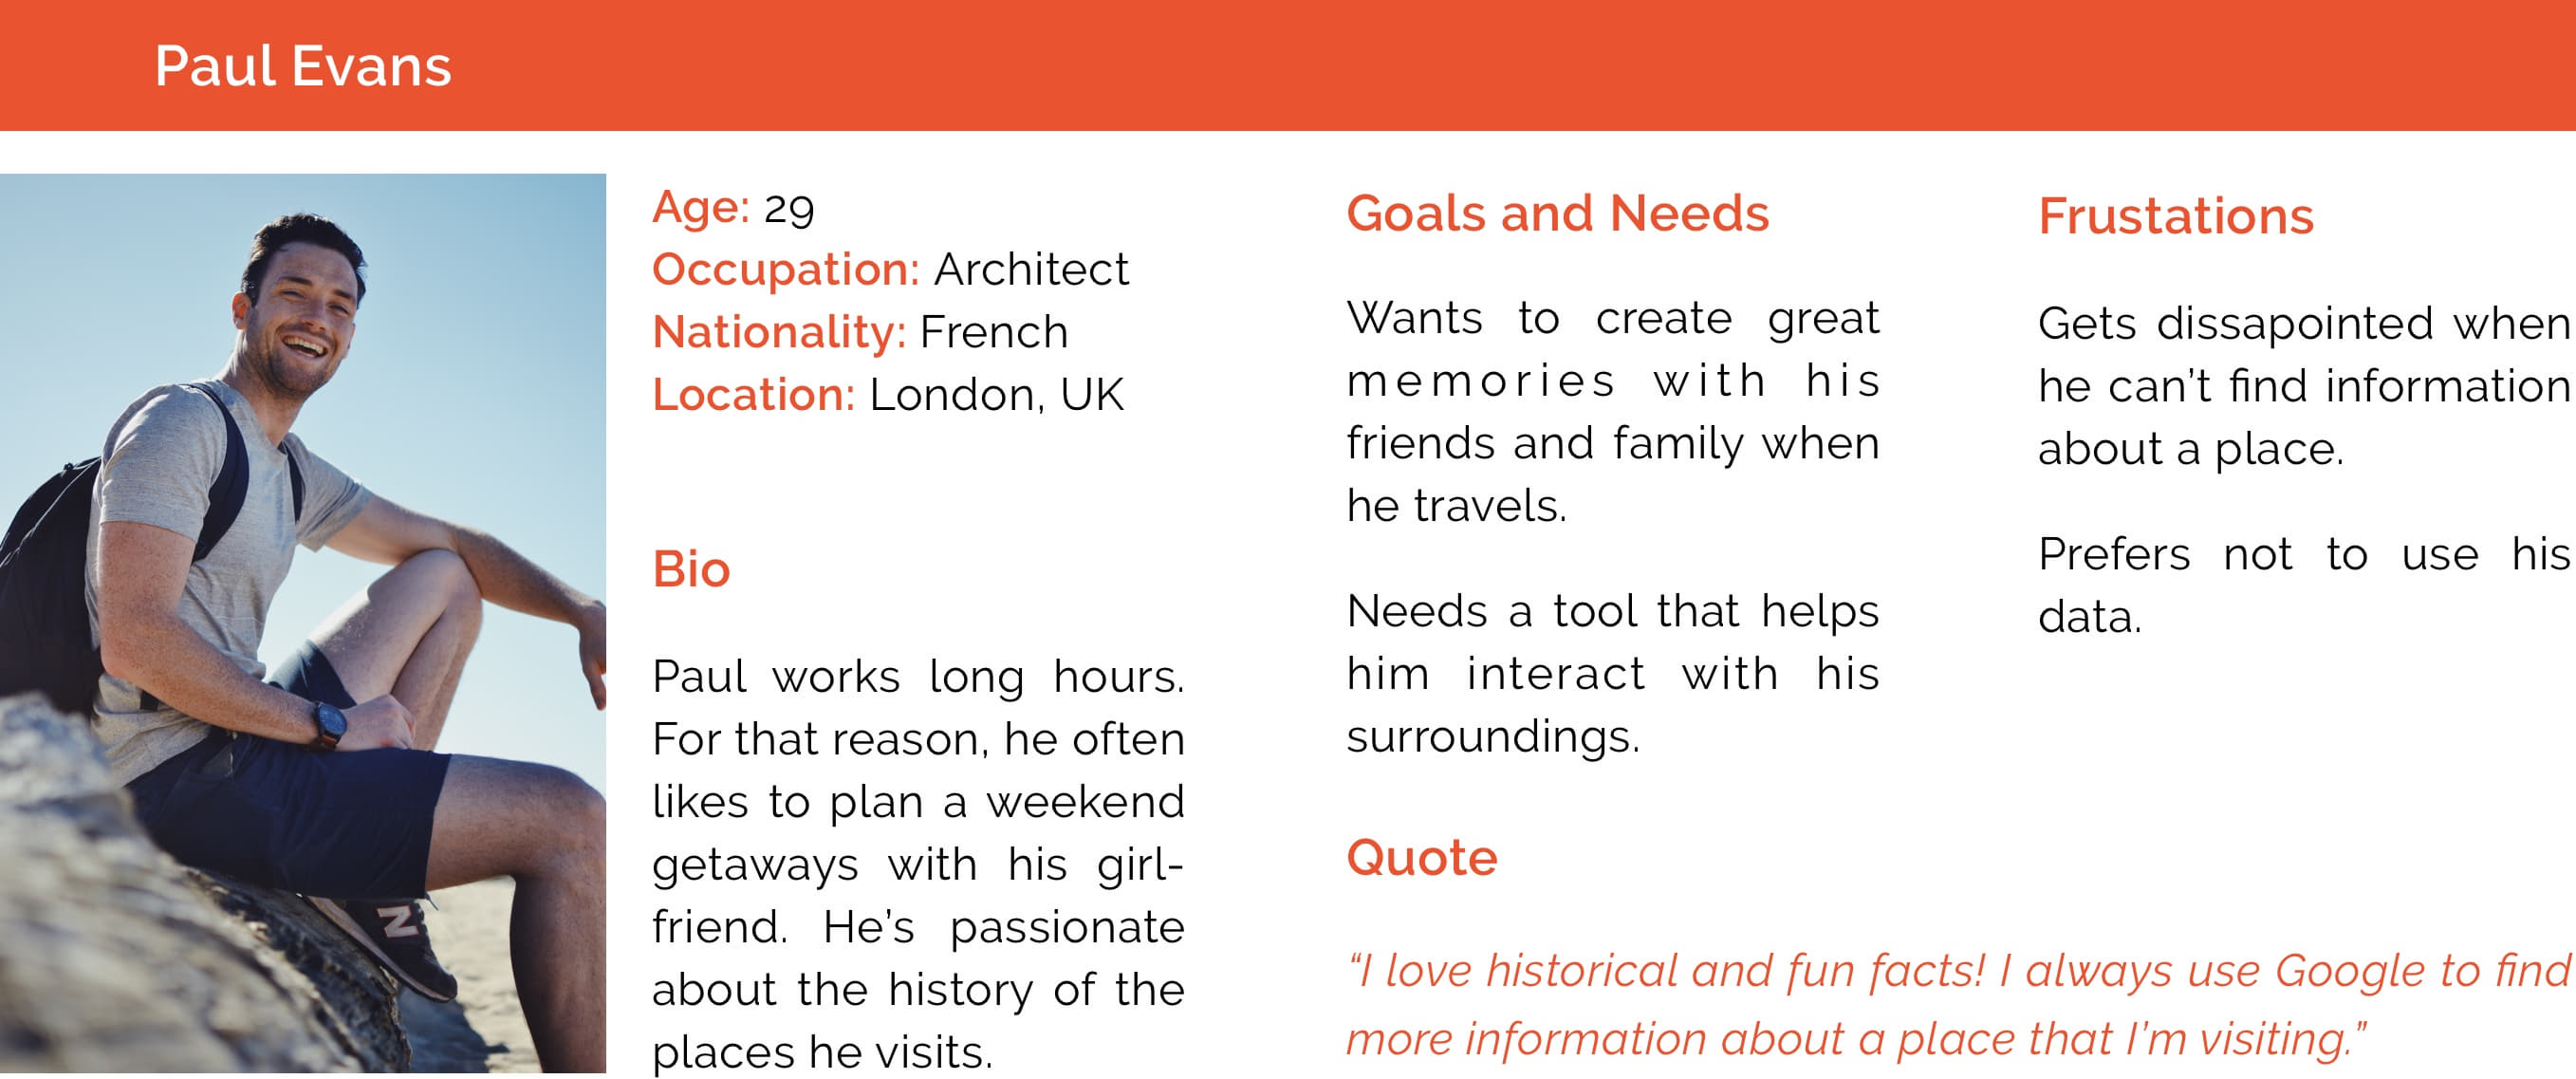 Paul Evans
Age: 29
Occupation: Architect
Nationality: French
Location: London, UK
Bio
Paul works long hours.
For that reason, he often
likes to plan a weekend
getaways with his girl-
friend. He's passionate
about the history of the
places he visits.
Goals and Needs
Wants to create great
memories with his
friends and family when
he travels.
Needs a tool that helps
him interact with his
surroundings.
Frustations
Gets dissapointed when
he can't find information
about a place.
Prefers not to use his
data.
Quote
“I love historical and fun facts! I always use Google to find
more information about a place that I'm visiting.”
N